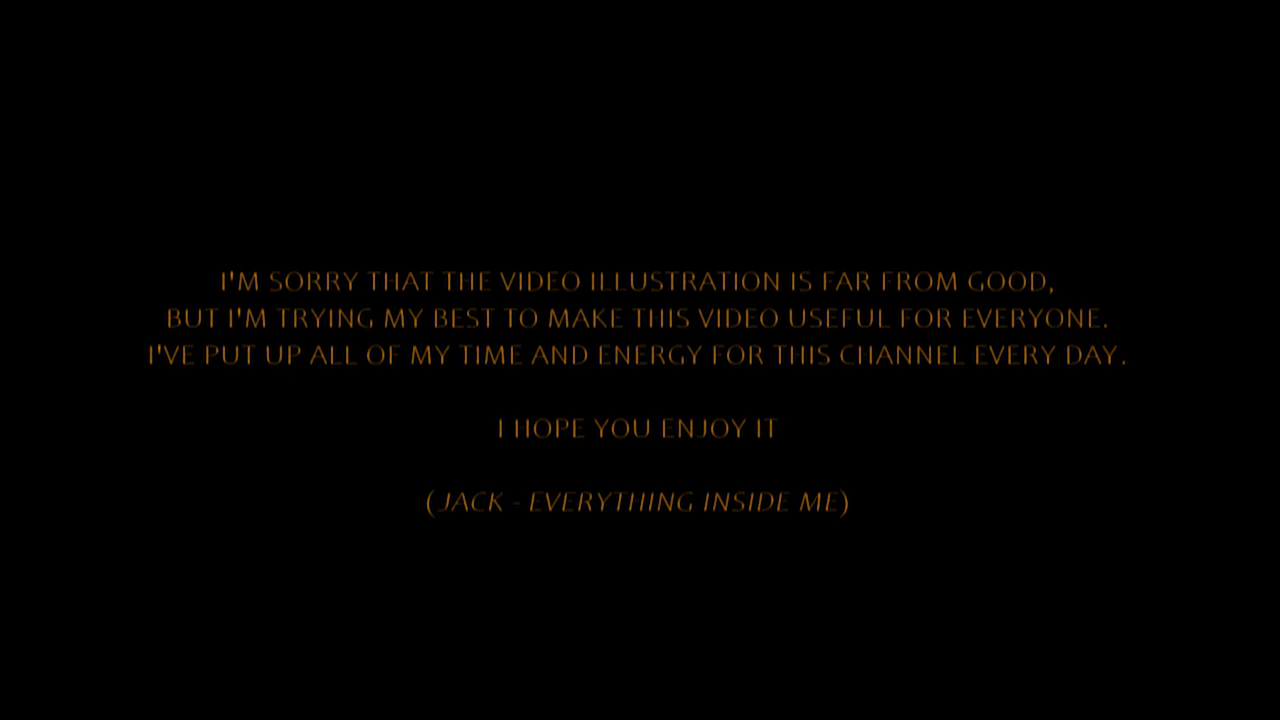 I'M SORRY THAT THE VIDEO ILLUSTRATION IS FAR FROM GOOD,
BUT I'M TRYING MY BEST TO MAKE THIS VIDEO USEFUL FOR EVERYONE.
I'VE PUT UP ALL OF MY TIME AND ENERGY FOR THIS CHANNEL EVERY DAY.
I HOPE YOU ENJOY IT
(JACK - EVERYTHING INSIDE ME)